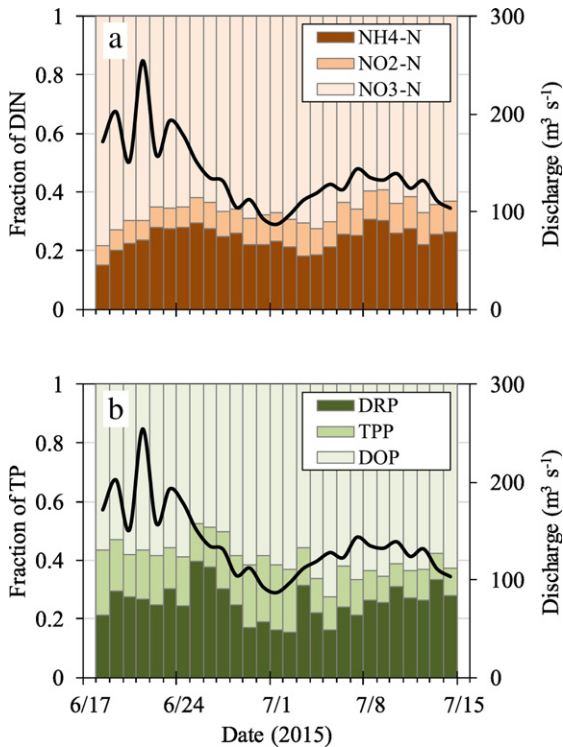 a
NH4-N
NO2-N
NO3-N
Fraction of DIN
1
0.8
0.6
0.4
0.2
0
Discharge (m³ s⁻¹)
300
200
100
0
b
DRP
TPP
DOP
Fraction of TP
1
0.8
0.6
0.4
0.2
0
Discharge (m³ s⁻¹)
300
200
100
0
6/17 6/24 7/1 7/8 7/15
Date (2015)